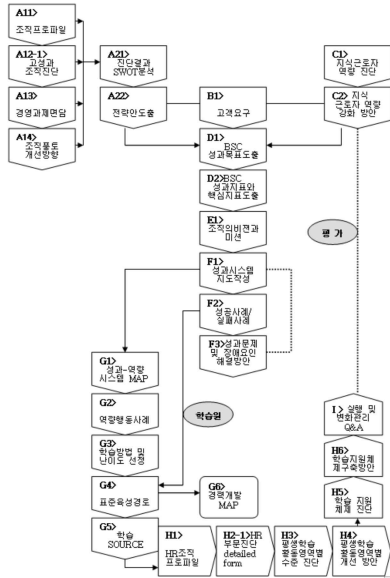 A11>
조직프로파일
A12-1>
고성과
조직진단
A13>
경영과제면담
A14>
조직풍토
개선방향
A21>
진단결과
SWOT분석
A22>
전략안도출
B1>
고객요구
C1>
지식근로자
역량 진단
C2> 지식
근로자 역량
강화 방안
D1>
BSC
성과목표도출
D2>BSC
성과지표와
핵심지표도출
E1>
조직의비전과
미션
F1>
성과시스템
지도작성
F2>
성공사례/
실패사례
F3>성과문제
및 장애요인
해결방안
평 가
학습원
G1>
성과-역량
시스템 MAP
G2>
역량행동사례
G3>
학습방법 및
난이도 선정
G4>
표준육성경로
G5>
학습
SOURCE
G6>
경력개발
MAP
H1>
HR조직
프로파일
H2-1>HR
부문진단
detailed
form
H3>
평생학습
활동영역별
수준 진단
H4>
평생학습
활동영역별
개선 방안
H5>
학습 지원
체제 진단
H6>
학습지원체
제구축방안
I > 실행 및
변화관리
Q&A